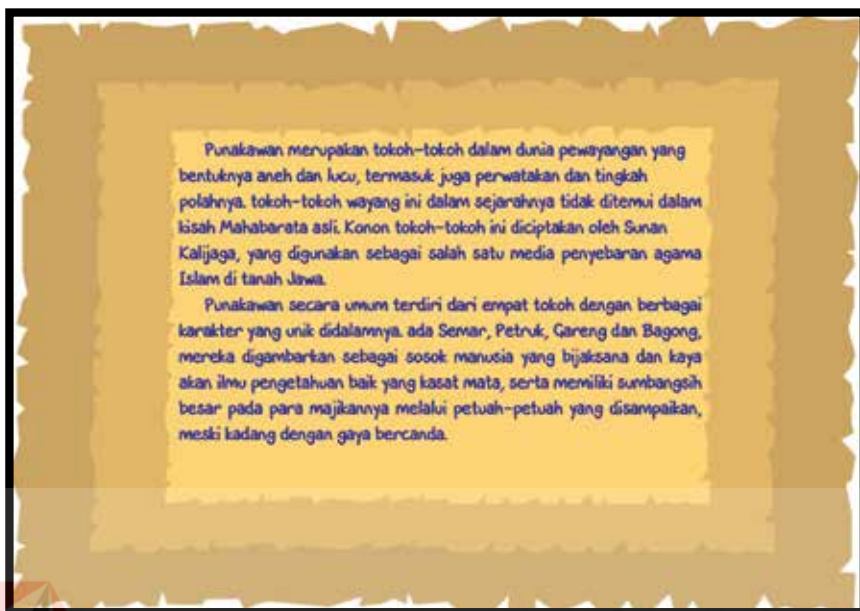 Punakawan merupakan tokoh-tokoh dalam dunia pewayangan yang
bentuknya aneh dan lucu, termasuk juga perwatakan dan tingkah
polahnya. tokoh-tokoh wayang ini dalam sejarahnya tidak ditemui dalam
kisah Mahabarata asli. Konon tokoh-tokoh ini diciptakan oleh Sunan
Kalijaga, yang digunakan sebagai salah satu media penyebaran agama
Islam di tanah Jawa.
Punakawan secara umum terdiri dari empat tokoh dengan berbagai
karakter yang unik didalamnya. ada Semar, Petruk, Gareng dan Bagong,
mereka digambarkan sebagai sosok manusia yang bijaksana dan kaya
akan ilmu pengetahuan baik yang kasat mata, serta memiliki sumbangsih
besar pada para majikannya melalui petuah-petuah yang disampaikan,
meski kadang dengan gaya bercanda.